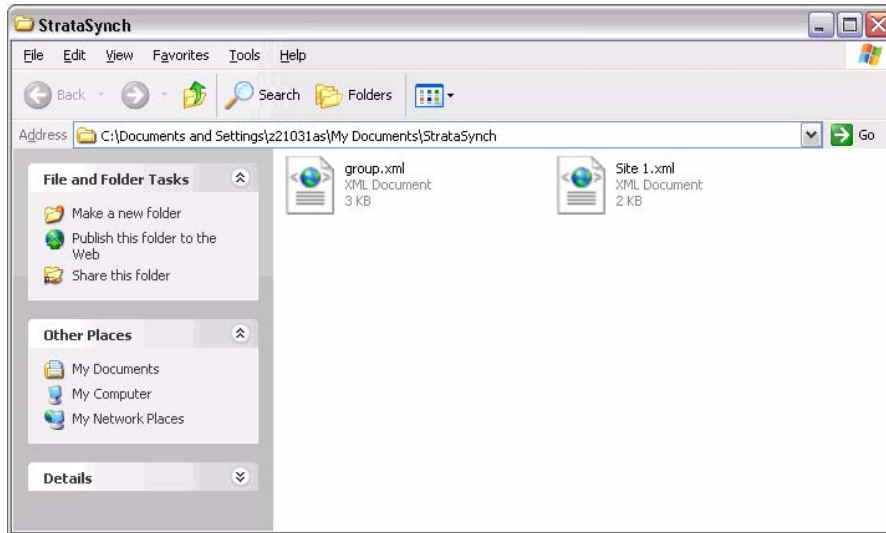 StrataSynch
File Edit View Favorites Tools Help
Back Search Folders
Address C:\Documents and Settings\z21031as\My Documents\StrataSynch Go
File and Folder Tasks
Make a new folder
Publish this folder to the
Web
Share this folder
Other Places
My Documents
My Computer
My Network Places
Details
group.xml
XML Document
3 KB
Site 1.xml
XML Document
2 KB